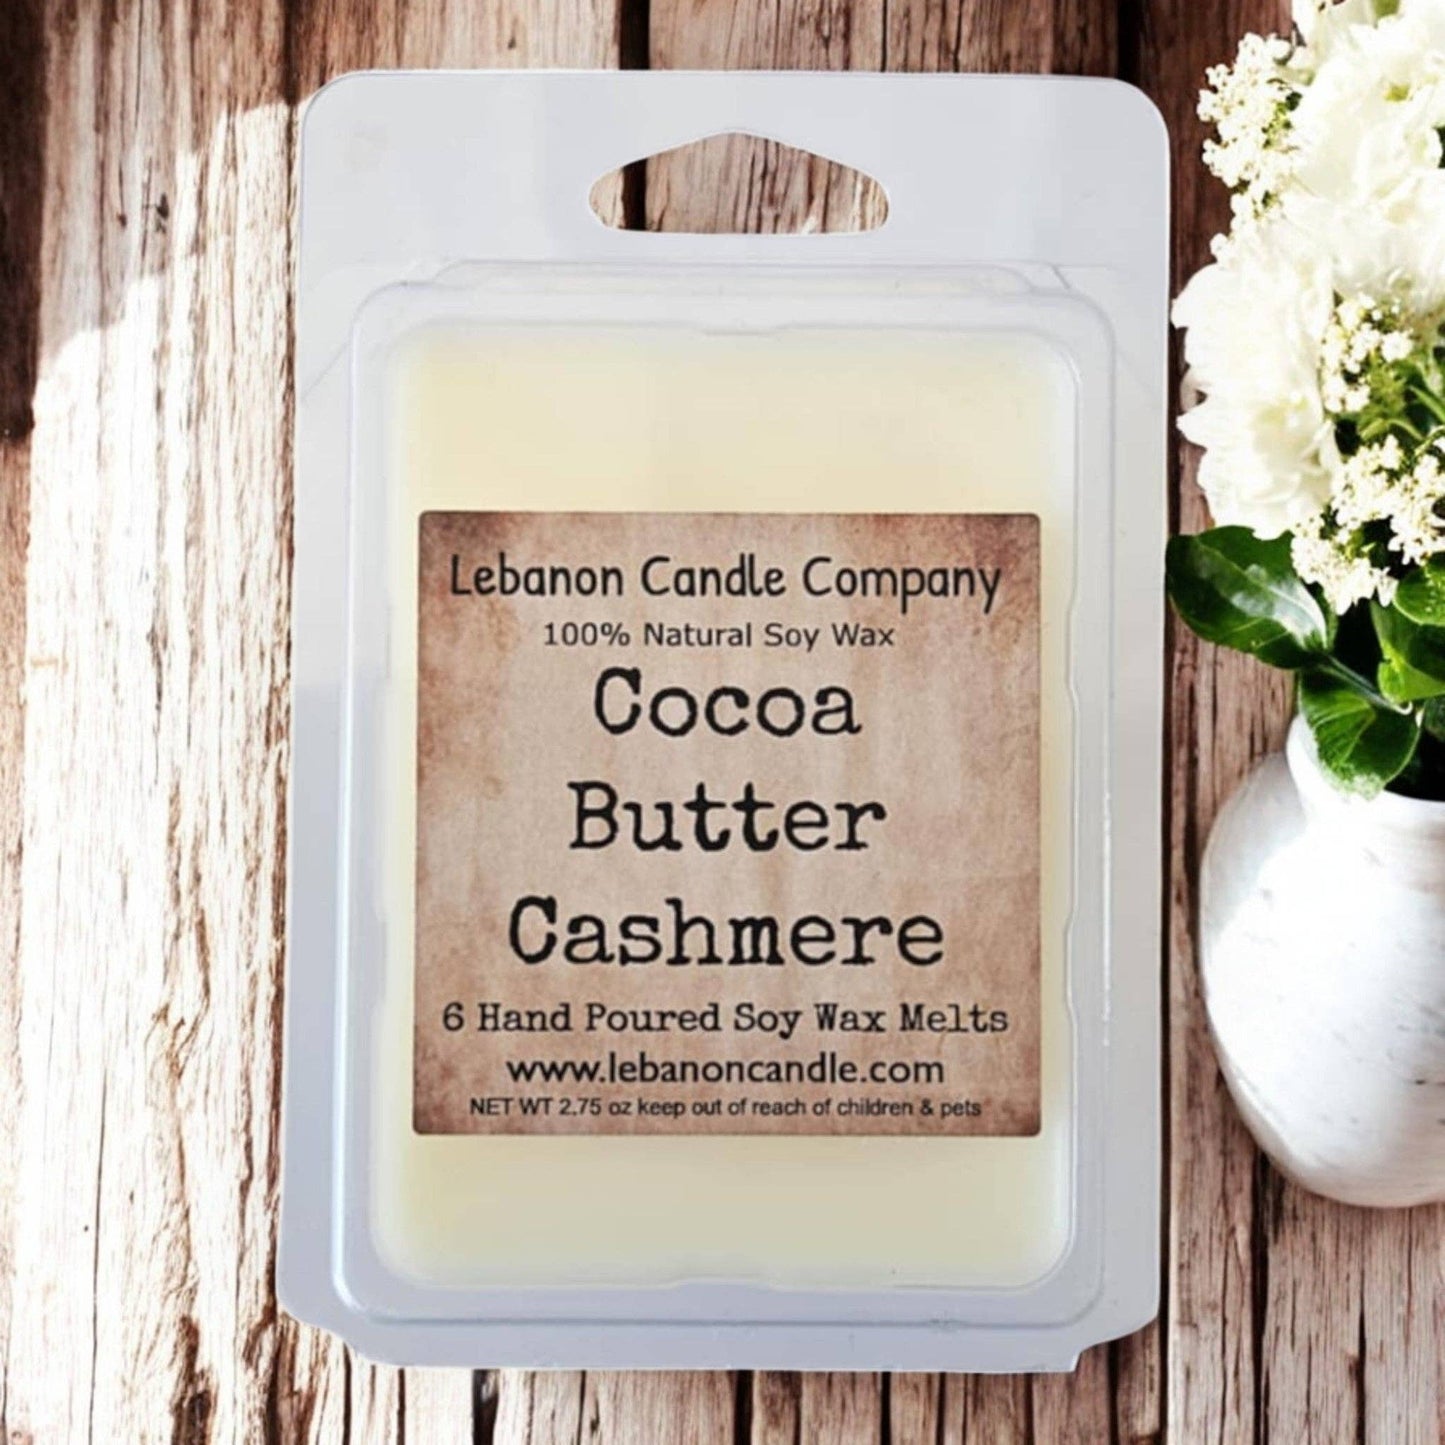 Lebanon Candle Company
100% Natural Soy Wax
Cocoa
Butter
Cashmere
6 Hand Poured Soy Wax Melts
www.lebanoncandle.com
NET WT 2.75 oz keep out of reach of children & pets